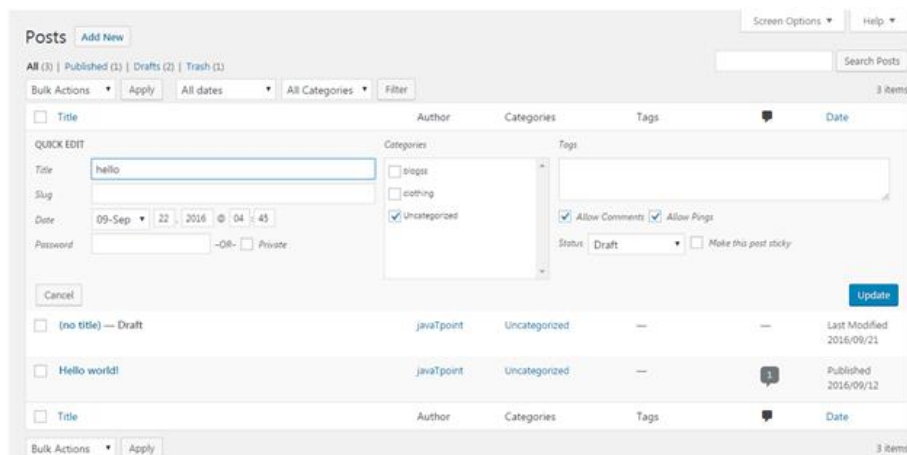 Screen Options ▼ Help ▼
Posts Add New
All (3) | Published (1) | Drafts (2) | Trash (1)
Search Posts
Bulk Actions ▼ Apply All dates ▼ All Categories ▼ Filter 3 items
Title Author Categories Tags Date
QUICK EDIT Categories Tags
Title hello
blogss
Slug
clothing
Uncategorized
Date 09-Sep ▼ 22 , 2016 @ 04 : 45
Allow Comments Allow Pings
Password –OR– Private
Status Draft ▼ Make this post sticky
Cancel Update
(no title) — Draft javaTpoint Uncategorized — — Last Modified
2016/09/21
Hello world! javaTpoint Uncategorized — 1 Published
2016/09/12
Title Author Categories Tags Date
Bulk Actions ▼ Apply 3 items